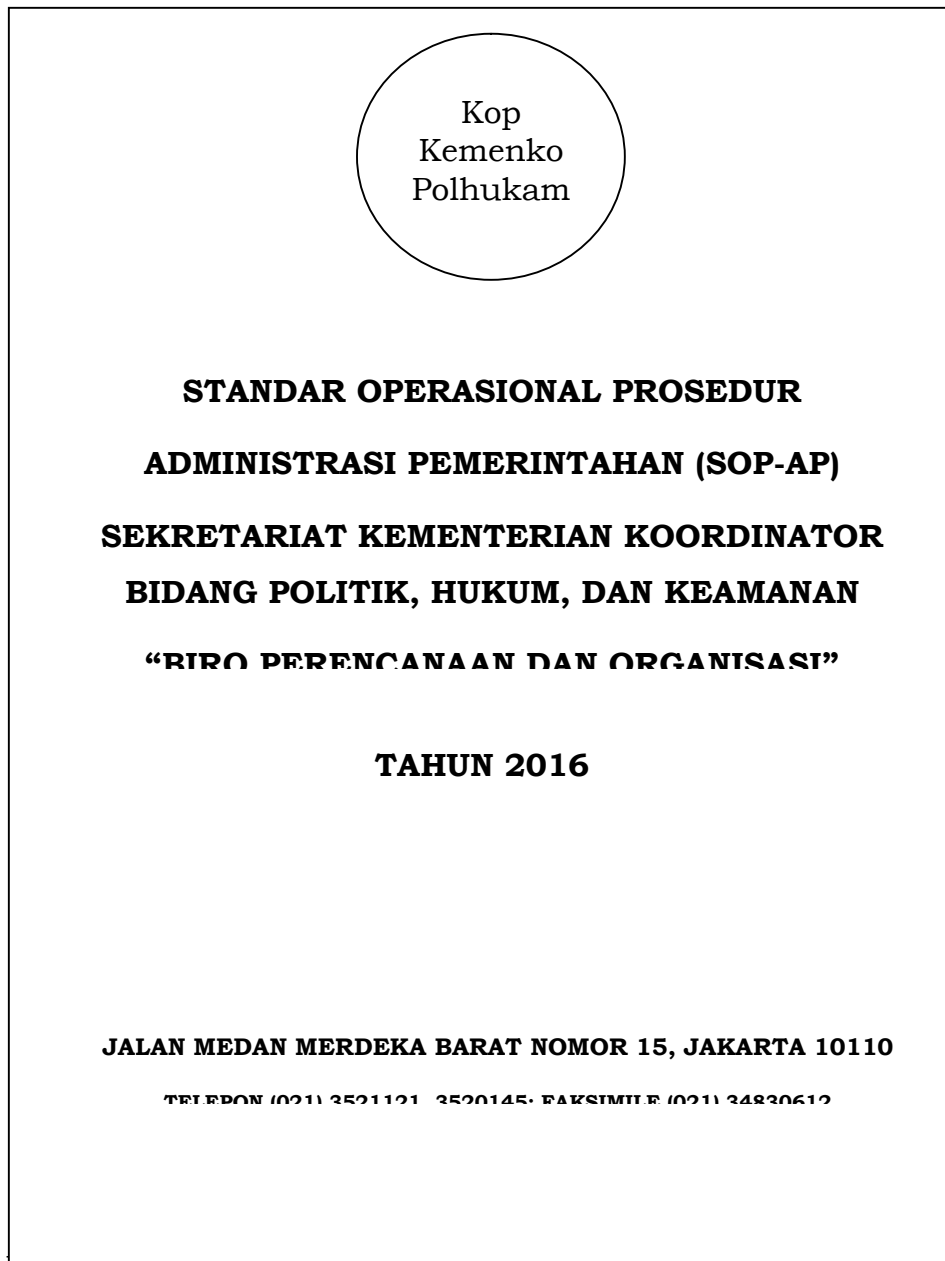 Kop
Kemenko
Polhukam
STANDAR OPERASIONAL PROSEDUR
ADMINISTRASI PEMERINTAHAN (SOP-AP)
SEKRETARIAT KEMENTERIAN KOORDINATOR
BIDANG POLITIK, HUKUM, DAN KEAMANAN
“BIRO PERENCANAAN DAN ORGANISASI”
TAHUN 2016
JALAN MEDAN MERDEKA BARAT NOMOR 15, JAKARTA 10110
TELEPON (021) 3521121, 3520145; FAKSIMILE (021) 34830612